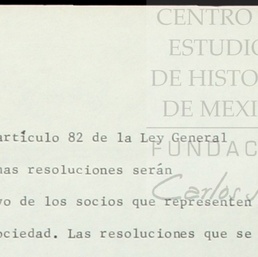 CENTRO
ESTUDIO
DE HISTO
DE MEXI
FUNDAC
Carlos
artículo 82 de la Ley General
nas resoluciones serán
vo de los socios que representen
ociedad. Las resoluciones que se